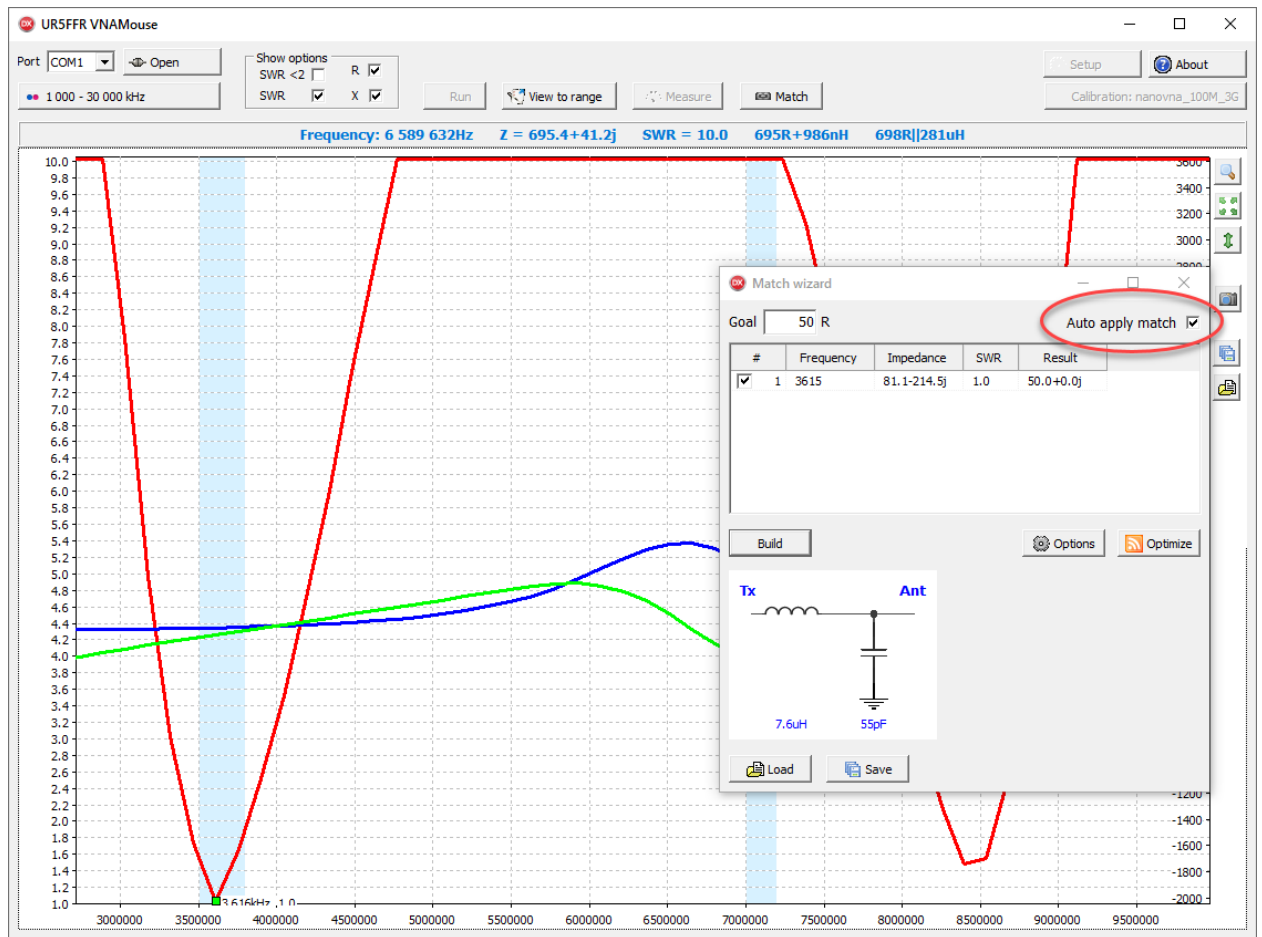 UR5FFR VNAMouse
Port COM1 Open
1 000 - 30 000 kHz
Show options
SWR <2 R
SWR X
Run View to range Measure Match
Setup About
Calibration: nanovna_100M_3G
Frequency: 6 589 632Hz Z = 695.4+41.2j SWR = 10.0 695R+986nH 698R||281uH
10.0
9.8
9.6
9.4
9.2
9.0
8.8
8.6
8.4
8.2
8.0
7.8
7.6
7.4
7.2
7.0
6.8
6.6
6.4
6.2
6.0
5.8
5.6
5.4
5.2
5.0
4.8
4.6
4.4
4.2
4.0
3.8
3.6
3.4
3.2
3.0
2.8
2.6
2.4
2.2
2.0
1.8
1.6
1.4
1.2
1.0
3600
3400
3200
3000
2800
-1200
-1400
-1600
-1800
-2000
3 616kHz 1.0
3000000 3500000 4000000 4500000 5000000 5500000 6000000 6500000 7000000 7500000 8000000 8500000 9000000 9500000
DX Match wizard
Goal 50 R
Auto apply match
# Frequency Impedance SWR Result
1 3615 81.1-214.5j 1.0 50.0+0.0j
Build Options Optimize
Tx Ant
7.6uH 55pF
Load Save